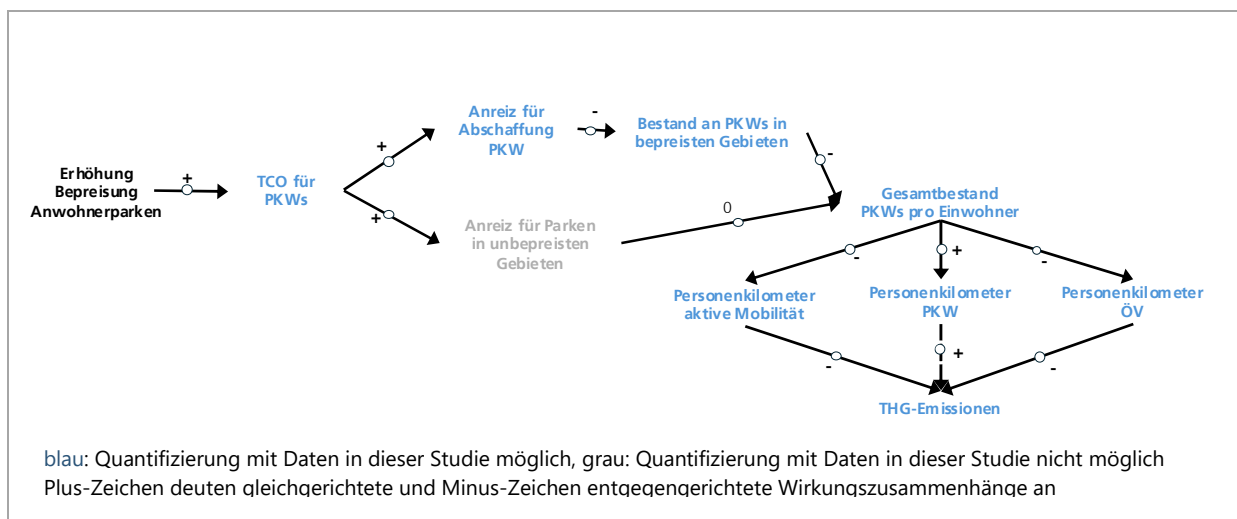 Erhöhung
Bepreisung
Anwohnerparken
+
TCO für
PKWs
+
+
Anreiz für
Abschaffung
PKW
-
Bestand an PKWs in
bepreisten Gebieten
-
Anreiz für Parken
in unbepreisten
Gebieten
0
Gesamtbestand
PKWs pro Einwohner
-
+
-
Personenkilometer
aktive Mobilität
Personenkilometer
PKW
Personenkilometer
ÖV
-
+
-
THG-Emissionen
blau: Quantifizierung mit Daten in dieser Studie möglich, grau: Quantifizierung mit Daten in dieser Studie nicht möglich
Plus-Zeichen deuten gleichgerichtete und Minus-Zeichen entgegengerichtete Wirkungszusammenhänge an